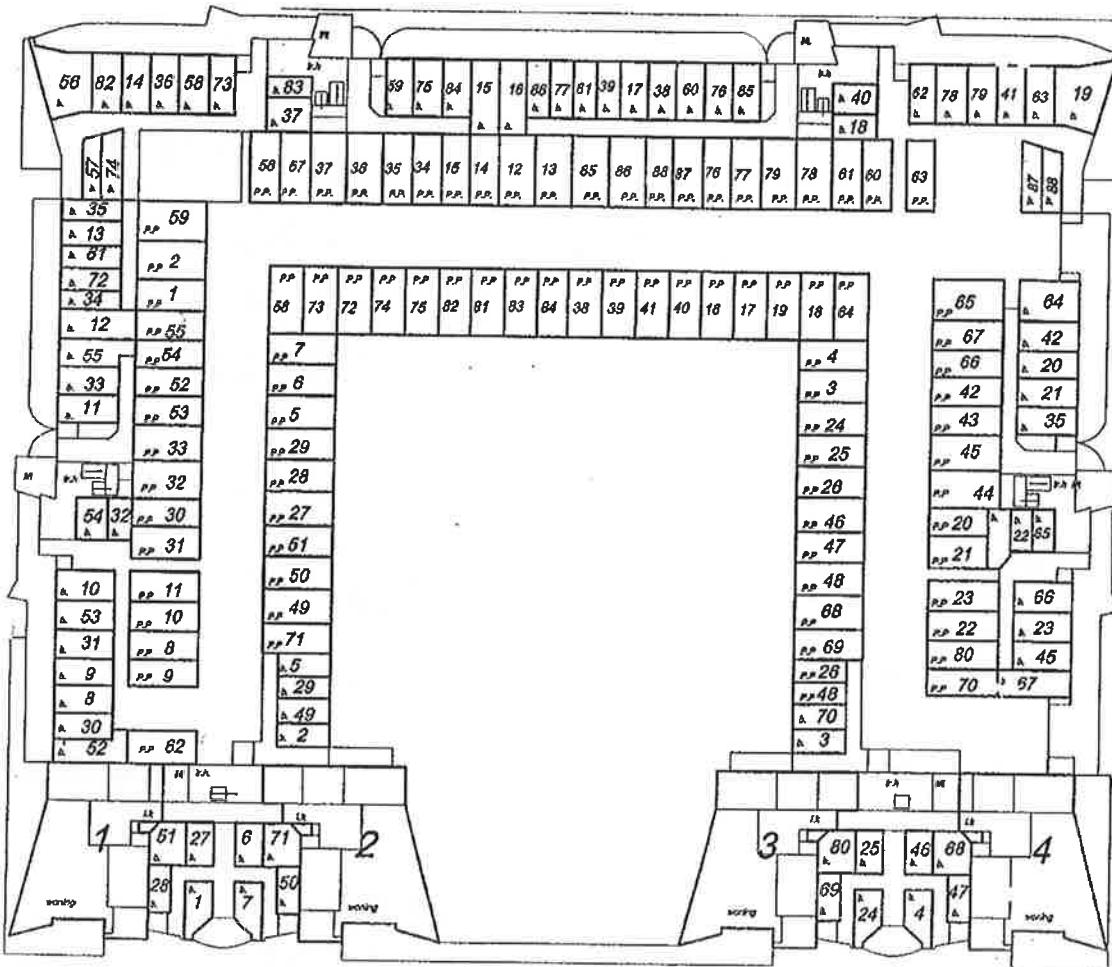 M M
56 82 14 36 58 73
b. b. b. b. b. b.
b.h
b. 83
37
b.
59 75 84 15 16 86 77 81 39 17 38 60 76 85
b. b. b. b. b. b. b. b. b. b. b. b. b. b.
b.h
b. 40
b. 18
62 78 79 41 63 19
b. b. b. b. b. b.
57 74
b. b.
58 67 37 36 35 34 15 14 12 13 85 86 88 87 76 77 79 78 61 60 63
P.P. P.P. P.P. P.P. P.P. P.P. P.P. P.P. P.P. P.P. P.P. P.P. P.P. P.P. P.P. P.P. P.P. P.P. P.P. P.P. P.P.
87 88
b. b.
b. 35
b. 13
b. 61
b. 72
b. 34
b. 12
b. 55
b. 33
b. 11
P.P 59
P.P 2
P.P 1
P.P 55
P.P 54
P.P 52
P.P 53
P.P 33
P.P 32
P.P 30
P.P 31
P.P P.P P.P P.P P.P P.P P.P P.P P.P P.P P.P P.P P.P P.P P.P P.P P.P P.P
58 73 72 74 75 82 81 83 84 38 39 41 40 16 17 19 18 64
P.P 7
P.P 6
P.P 5
P.P 29
P.P 28
P.P 27
P.P 51
P.P 50
P.P 49
P.P 71
b. 5
b. 29
b. 49
b. 2
P.P 4
P.P 3
P.P 24
P.P 25
P.P 26
P.P 46
P.P 47
P.P 48
P.P 68
P.P 69
P.P 26
P.P 48
b. 70
b. 3
P.P 65
P.P 67
P.P 66
P.P 42
P.P 43
P.P 45
P.P 44
P.P 20
P.P 21
b. 64
b. 42
b. 20
b. 21
b. 35
M b.h
b.h M
54 32
b. b.
b. b. b.
22 65
b. 10
b. 53
b. 31
b. 9
b. 8
b. 30
b. 52
P.P 11
P.P 10
P.P 8
P.P 9
P.P 62
P.P 23
P.P 22
P.P 80
P.P 70
b. 66
b. 23
b. 45
b. 67
M b.h
b.h M
1 l.k l.k 2
51 27 6 71
b. b. b. b.
28 1 7 50
b. b. b. b.
woning woning
3 l.k l.k 4
80 25 46 68
b. b. b. b.
69 24 4 47
b. b. b. b.
woning woning